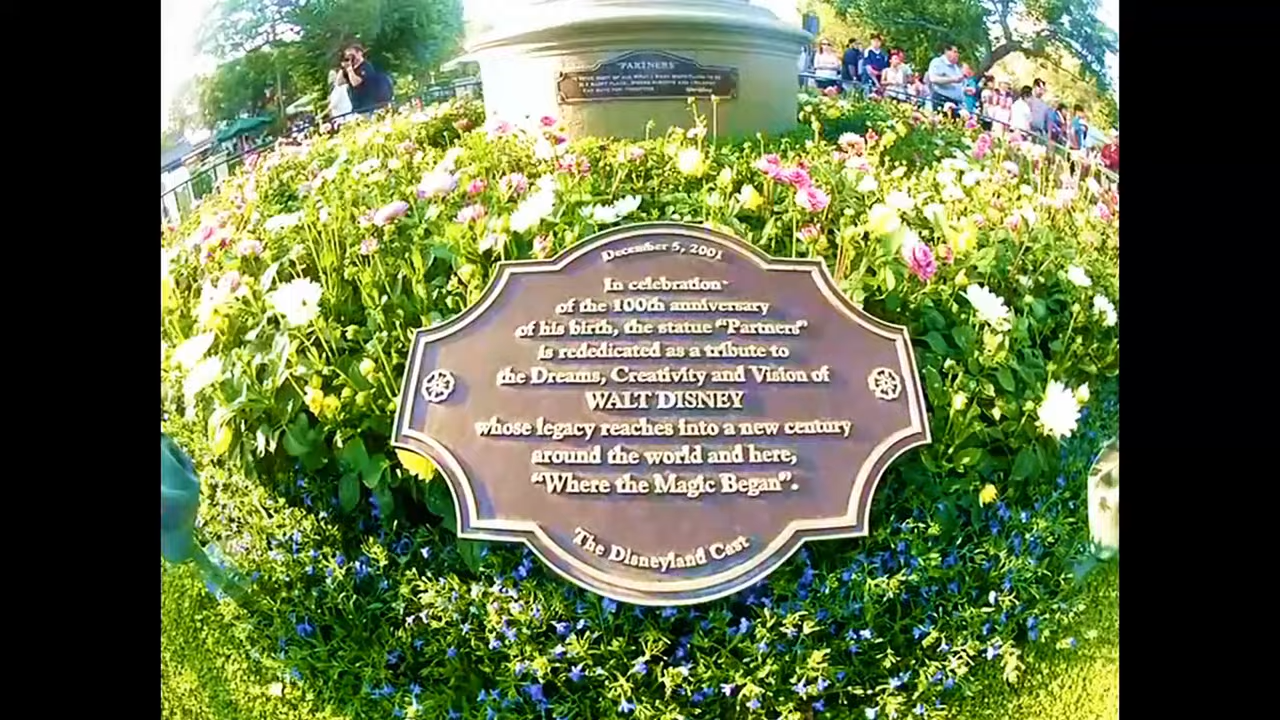 "PARTNERS"
December 5, 2001
In celebration
of the 100th anniversary
of his birth, the statue "Partners"
is rededicated as a tribute to
the Dreams, Creativity and Vision of
WALT DISNEY
whose legacy reaches into a new century
around the world and here,
"Where the Magic Began".
The Disneyland Cast